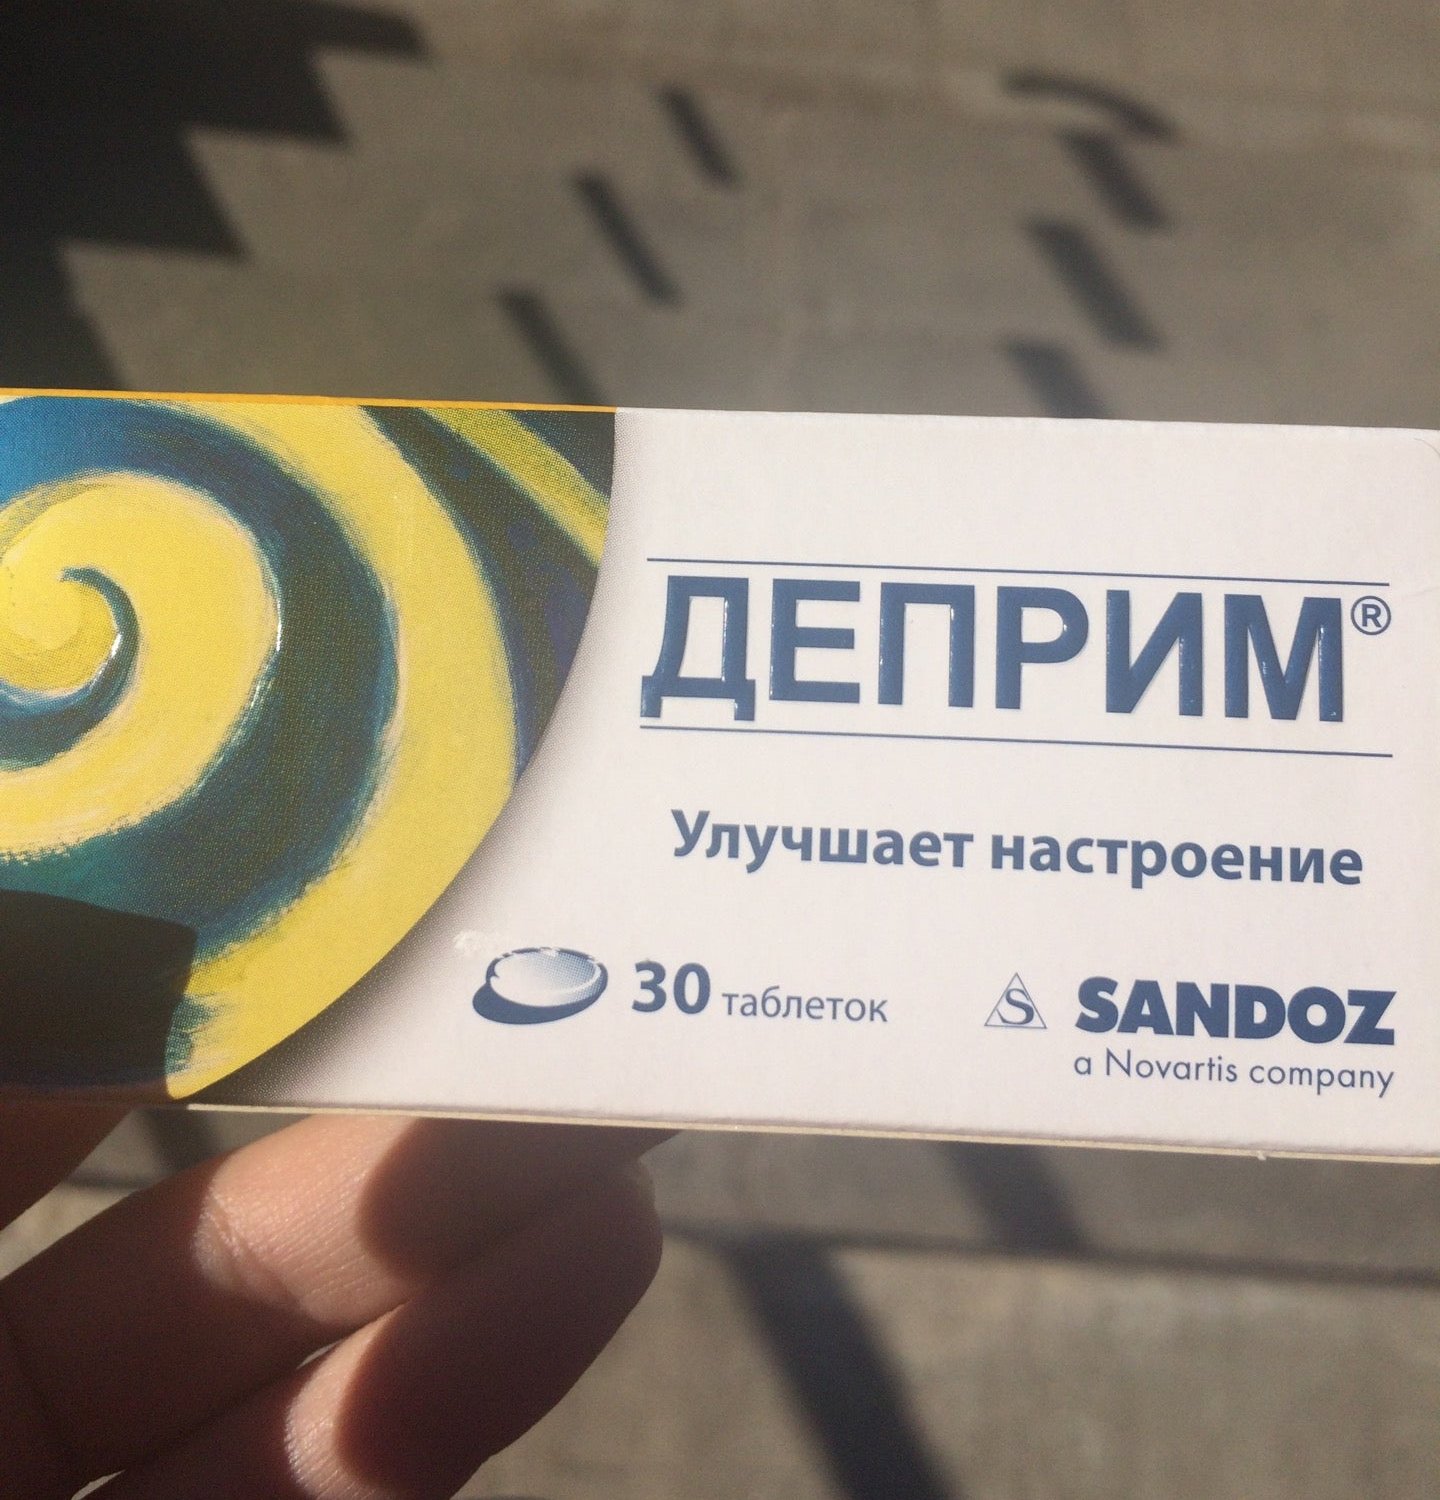 ДЕПРИМ®
Улучшает настроение
30 таблеток
S SANDOZ
a Novartis company